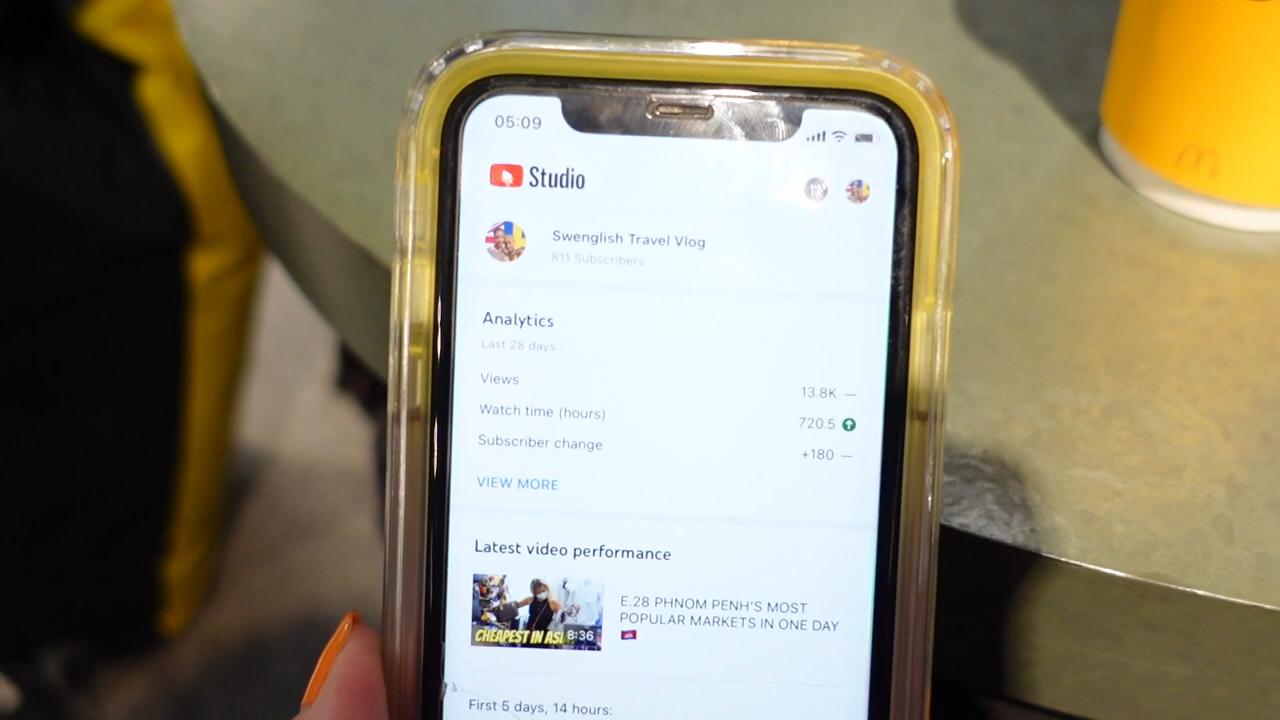 05:09
Studio
Swenglish Travel Vlog
811 Subscribers
Analytics
Last 28 days
Views 13.8K —
Watch time (hours) 720.5
Subscriber change +180 —
VIEW MORE
Latest video performance
CHEAPEST IN ASI 8:36
E.28 PHNOM PENH'S MOST
POPULAR MARKETS IN ONE DAY
First 5 days, 14 hours: